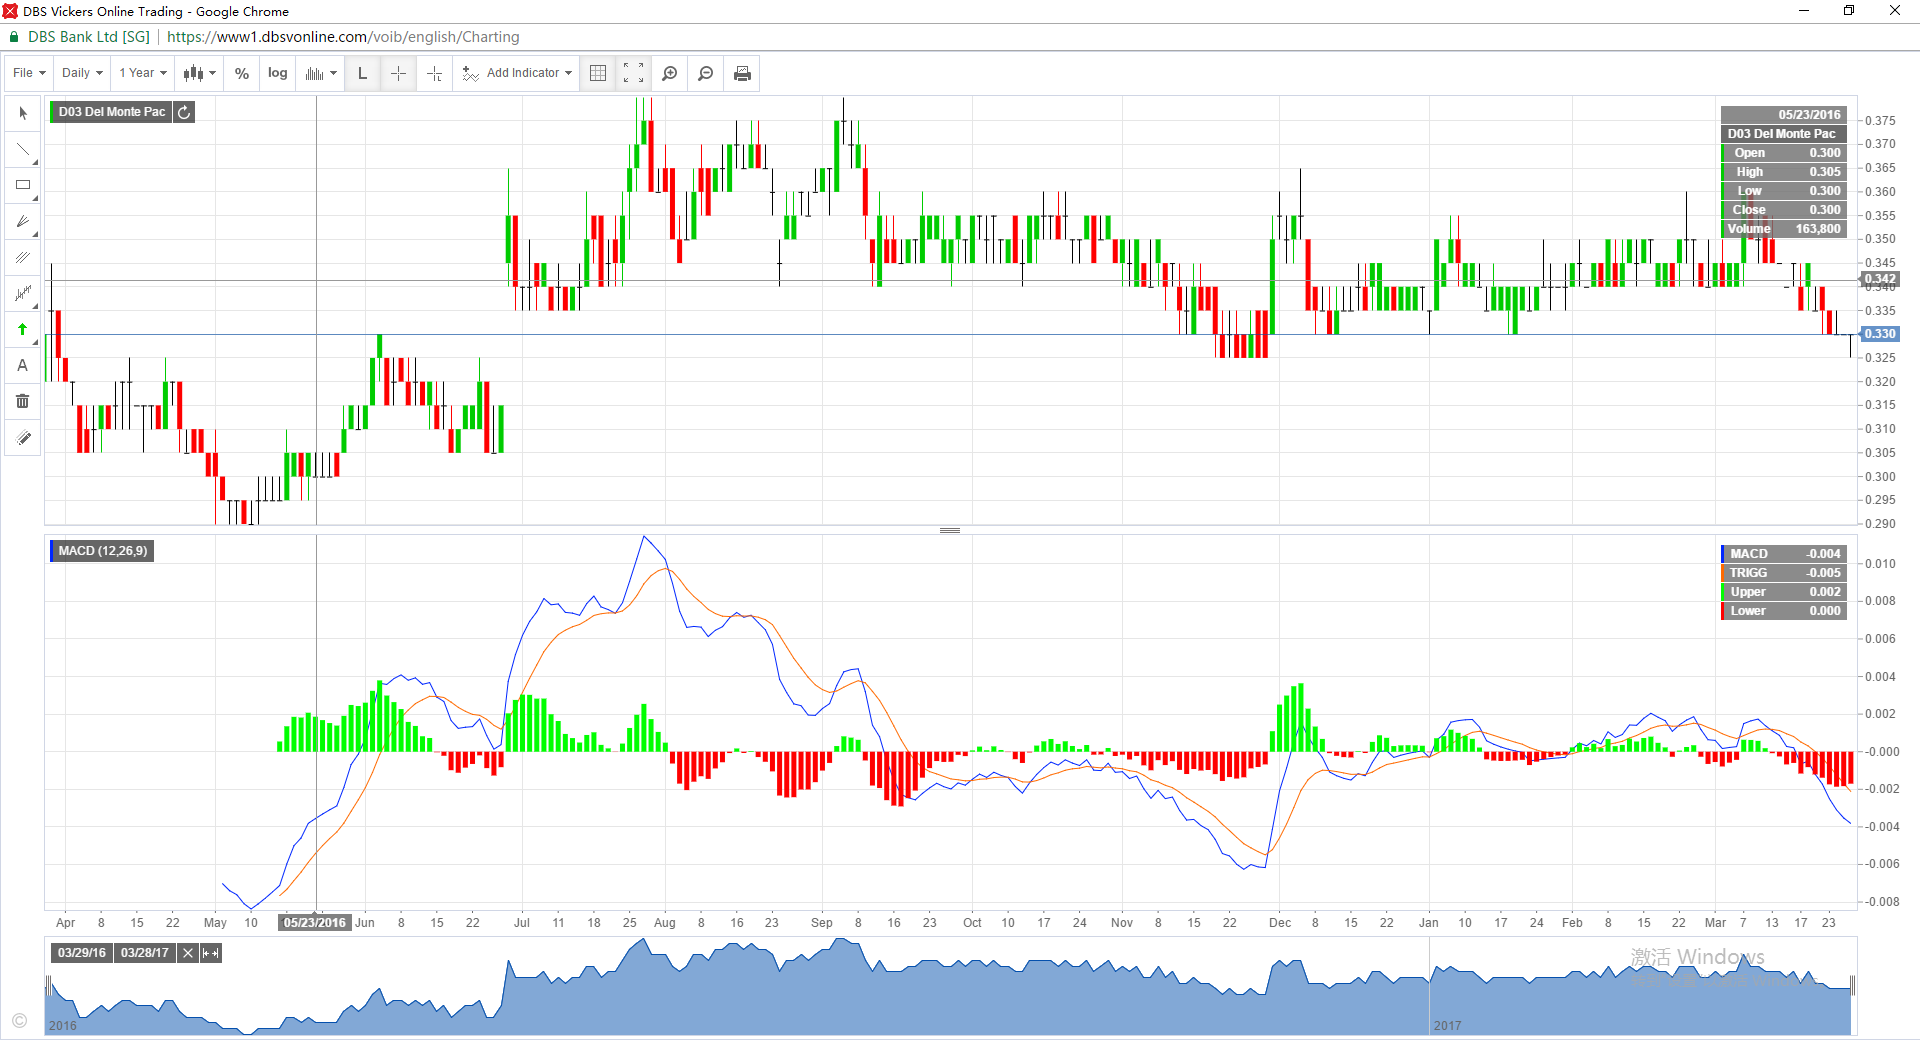 DBS Vickers Online Trading - Google Chrome
DBS Bank Ltd [SG] | https://www1.dbsvonline.com/voib/english/Charting
File Daily 1 Year % log L Add Indicator
D03 Del Monte Pac
A
05/23/2016
D03 Del Monte Pac
Open 0.300
High 0.305
Low 0.300
Close 0.300
Volume 163,800
0.375
0.370
0.365
0.360
0.355
0.350
0.345
0.342
0.340
0.335
0.330
0.325
0.320
0.315
0.310
0.305
0.300
0.295
0.290
MACD (12,26,9)
MACD -0.004
TRIGG -0.005
Upper 0.002
Lower 0.000
0.010
0.008
0.006
0.004
0.002
-0.000
-0.002
-0.004
-0.006
-0.008
Apr 8 15 22 May 10 05/23/2016 Jun 8 15 22 Jul 11 18 25 Aug 8 16 23 Sep 8 16 23 Oct 10 17 24 Nov 8 15 22 Dec 8 15 22 Jan 10 17 24 Feb 8 15 22 Mar 7 13 17 23
03/29/16 03/28/17
激活 Windows
2016 2017
©